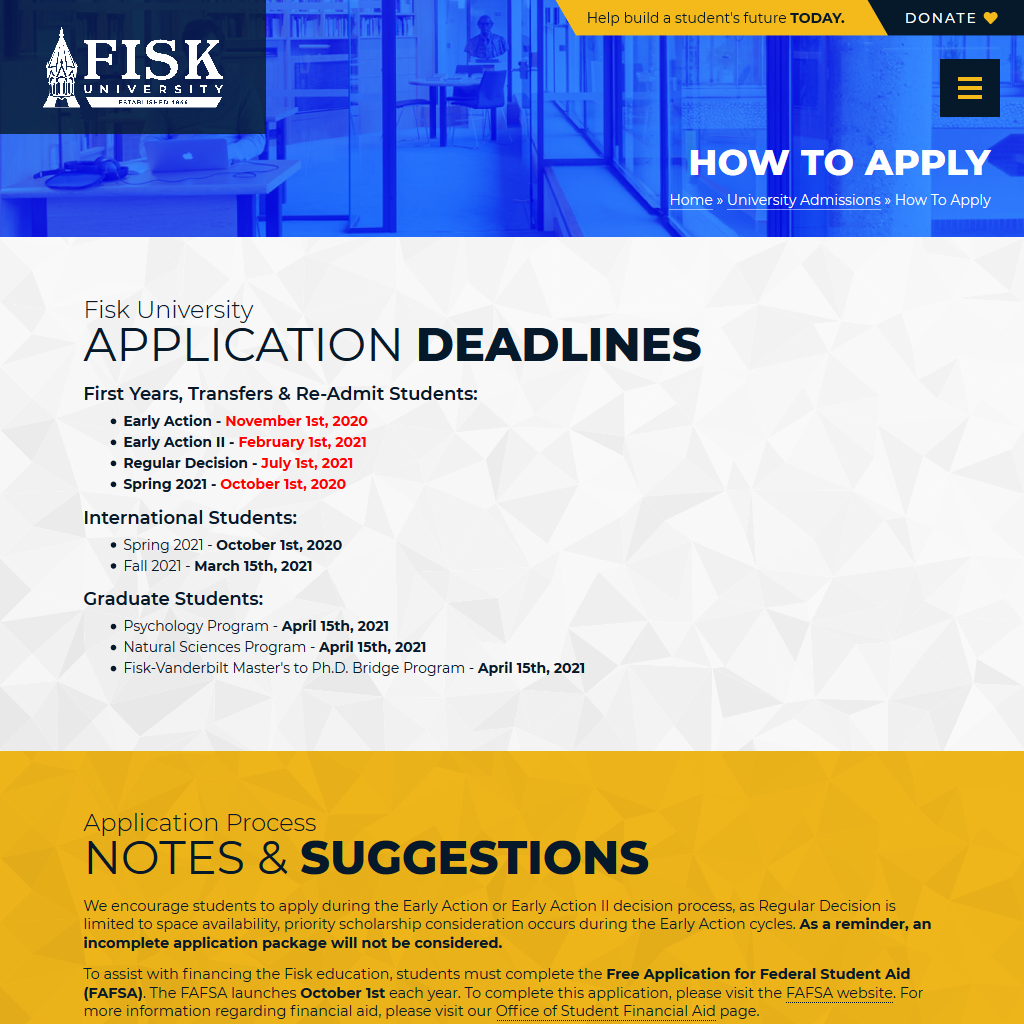 Help build a student's future TODAY.
DONATE
FISK
UNIVERSITY
ESTABLISHED 1866
HOW TO APPLY
Home » University Admissions » How To Apply
Fisk University
APPLICATION DEADLINES
First Years, Transfers & Re-Admit Students:
Early Action - November 1st, 2020
Early Action II - February 1st, 2021
Regular Decision - July 1st, 2021
Spring 2021 - October 1st, 2020
International Students:
Spring 2021 - October 1st, 2020
Fall 2021 - March 15th, 2021
Graduate Students:
Psychology Program - April 15th, 2021
Natural Sciences Program - April 15th, 2021
Fisk-Vanderbilt Master's to Ph.D. Bridge Program - April 15th, 2021
Application Process
NOTES & SUGGESTIONS
We encourage students to apply during the Early Action or Early Action II decision process, as Regular Decision is
limited to space availability, priority scholarship consideration occurs during the Early Action cycles. As a reminder, an
incomplete application package will not be considered.
To assist with financing the Fisk education, students must complete the Free Application for Federal Student Aid
(FAFSA). The FAFSA launches October 1st each year. To complete this application, please visit the FAFSA website. For
more information regarding financial aid, please visit our Office of Student Financial Aid page.